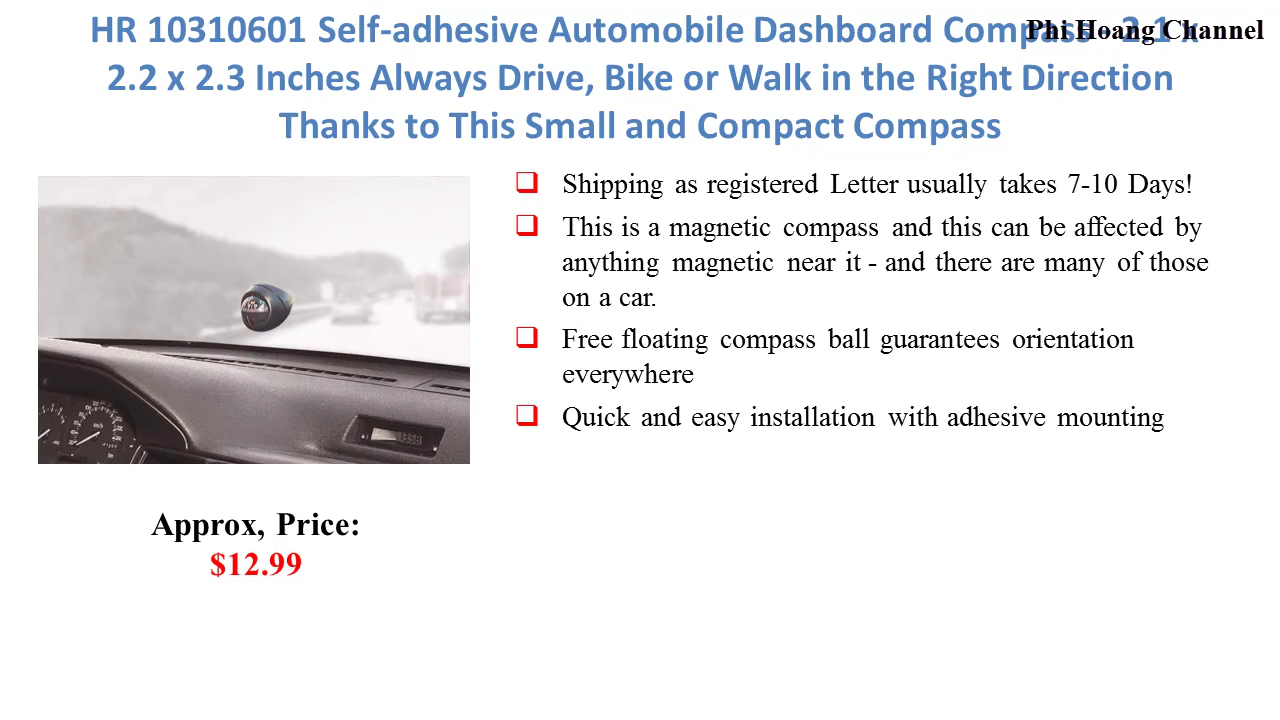 HR 10310601 Self-adhesive Automobile Dashboard Compass - 2.1 x
Phi Hoang Channel
2.2 x 2.3 Inches Always Drive, Bike or Walk in the Right Direction
Thanks to This Small and Compact Compass
Shipping as registered Letter usually takes 7-10 Days!
This is a magnetic compass and this can be affected by
anything magnetic near it - and there are many of those
on a car.
Free floating compass ball guarantees orientation
everywhere
Quick and easy installation with adhesive mounting
Approx, Price:
$12.99